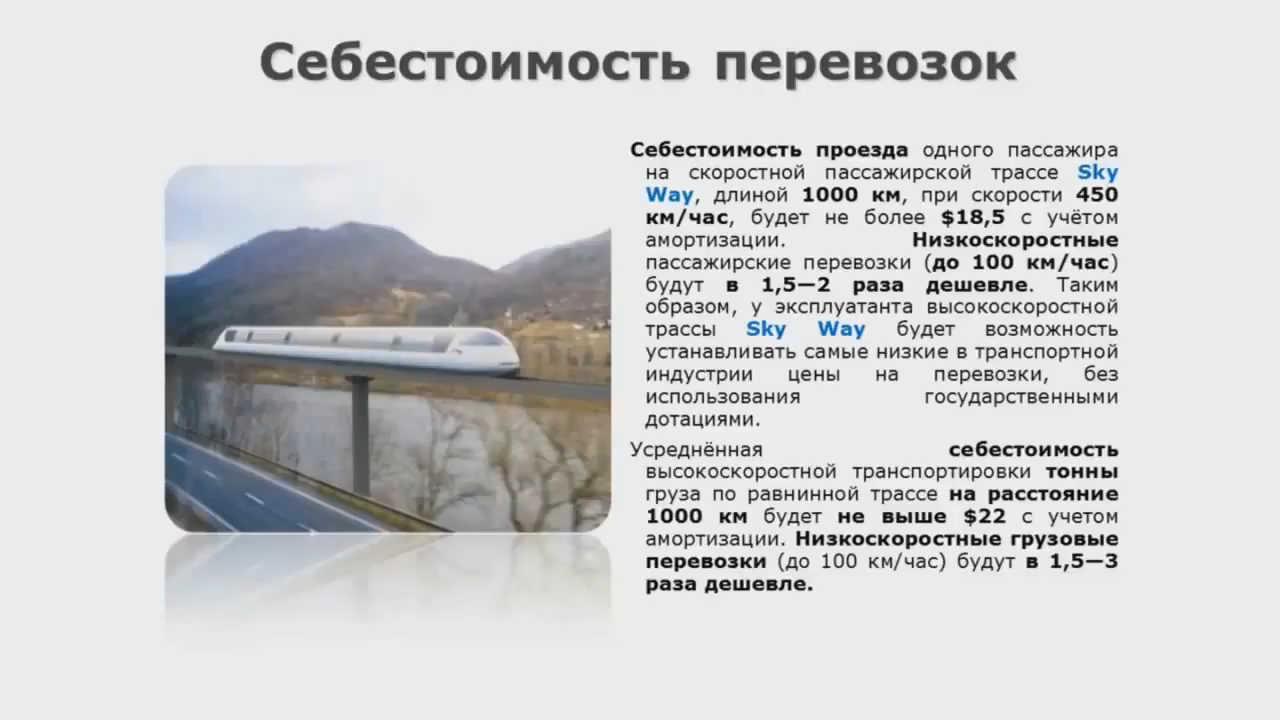 Себестоимость перевозок
Себестоимость проезда одного пассажира
на скоростной пассажирской трассе Sky
Way, длиной 1000 км, при скорости 450
км/час, будет не более $18,5 с учётом
амортизации. Низкоскоростные
пассажирские перевозки (до 100 км/час)
будут в 1,5—2 раза дешевле. Таким
образом, у эксплуатанта высокоскоростной
трассы Sky Way будет возможность
устанавливать самые низкие в транспортной
индустрии цены на перевозки, без
использования государственными
дотациями.
Усреднённая себестоимость
высокоскоростной транспортировки тонны
груза по равнинной трассе на расстояние
1000 км будет не выше $22 с учетом
амортизации. Низкоскоростные грузовые
перевозки (до 100 км/час) будут в 1,5—3
раза дешевле.